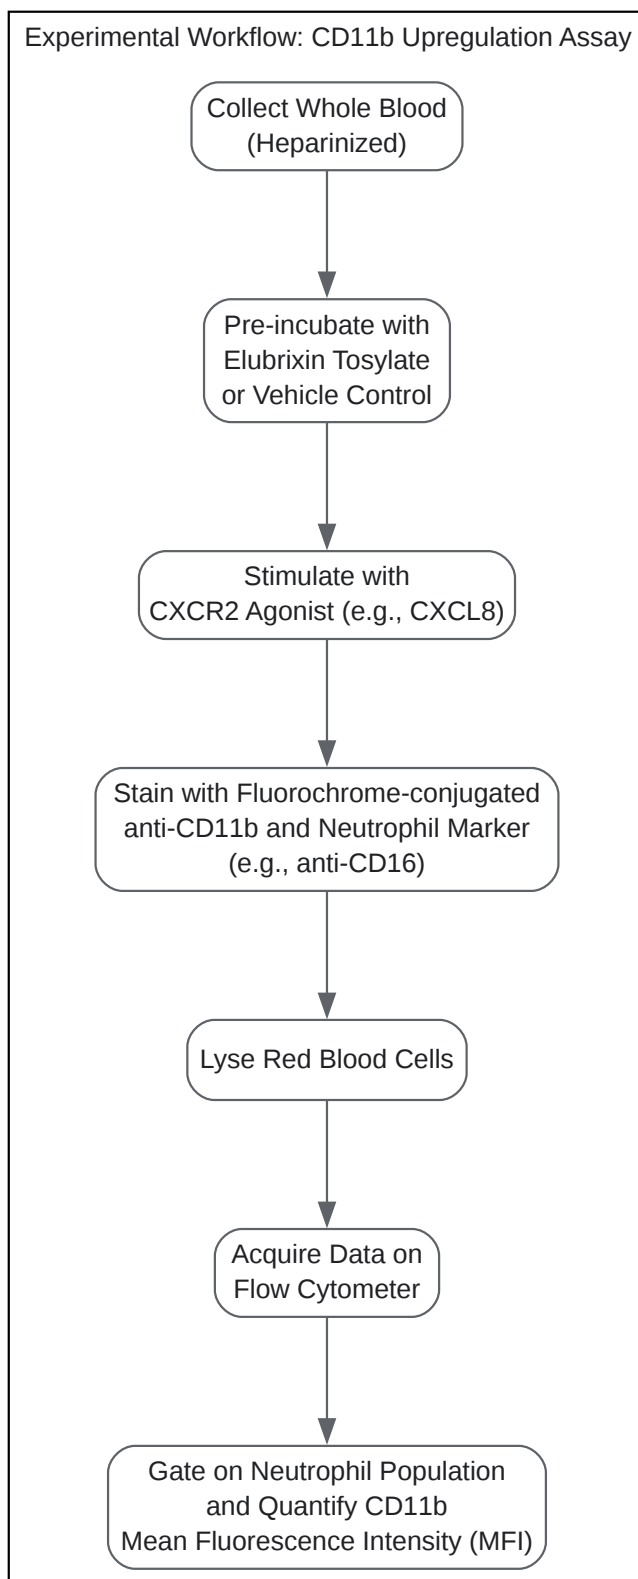 Experimental Workflow: CD11b Upregulation Assay
Collect Whole Blood
(Heparinized)
Pre-incubate with
Elubrixin Tosylate
or Vehicle Control
Stimulate with
CXCR2 Agonist (e.g., CXCL8)
Stain with Fluorochrome-conjugated
anti-CD11b and Neutrophil Marker
(e.g., anti-CD16)
Lyse Red Blood Cells
Acquire Data on
Flow Cytometer
Gate on Neutrophil Population
and Quantify CD11b
Mean Fluorescence Intensity (MFI)